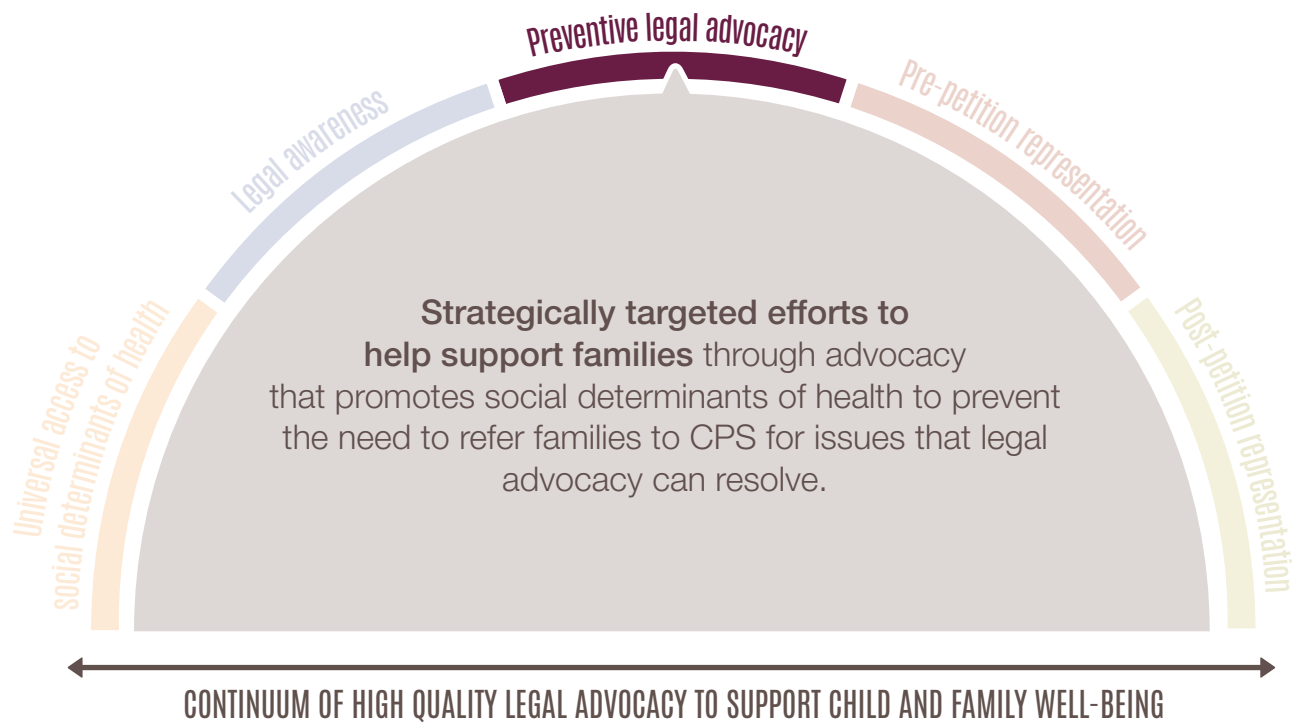 Universal access to
social determinants of health
Legal awareness
Preventive legal advocacy
Pre-petition representation
Post-petition representation
Strategically targeted efforts to
help support families through advocacy
that promotes social determinants of health to prevent
the need to refer families to CPS for issues that legal
advocacy can resolve.
CONTINUUM OF HIGH QUALITY LEGAL ADVOCACY TO SUPPORT CHILD AND FAMILY WELL-BEING